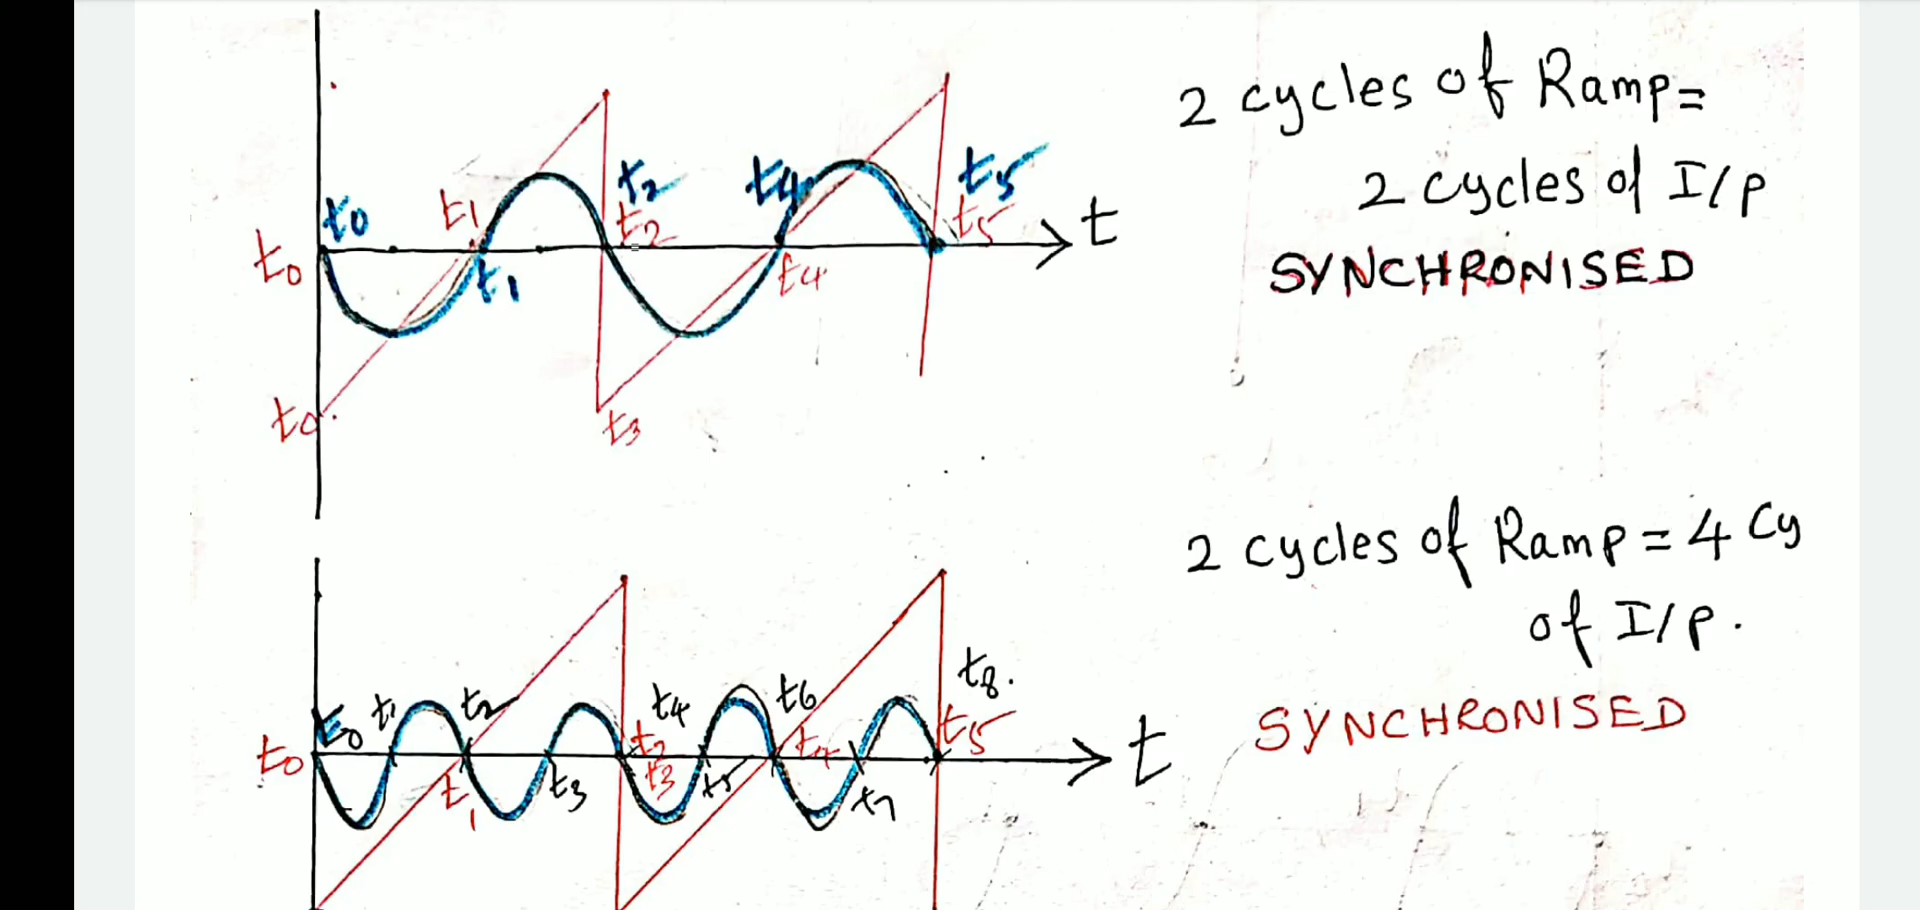 2 cycles of Ramp=
2 cycles of I/p
SYNCHRONISED
t0 t1 t2 t4 t5
t0 t1 t2 t4 t5 t
t0 t3
2 cycles of Ramp = 4 Cy
of I/p.
SYNCHRONISED
t0 t1 t2 t4 t6 t8.
t0 t2 t4 t5 t
t1 t3 t3 t5 t7